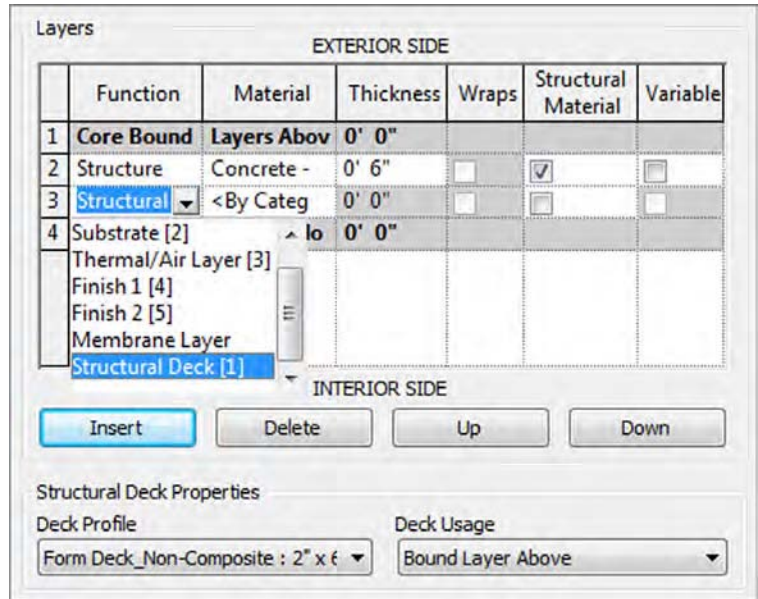 Layers
EXTERIOR SIDE
Function Material Thickness Wraps Structural Material Variable
1 Core Bound Layers Abov 0' 0"
2 Structure Concrete - 0' 6"
3 Structural <By Categ 0' 0"
4 lo 0' 0"
Substrate [2]
Thermal/Air Layer [3]
Finish 1 [4]
Finish 2 [5]
Membrane Layer
Structural Deck [1]
INTERIOR SIDE
Insert Delete Up Down
Structural Deck Properties
Deck Profile Deck Usage
Form Deck_Non-Composite : 2" x 6 Bound Layer Above